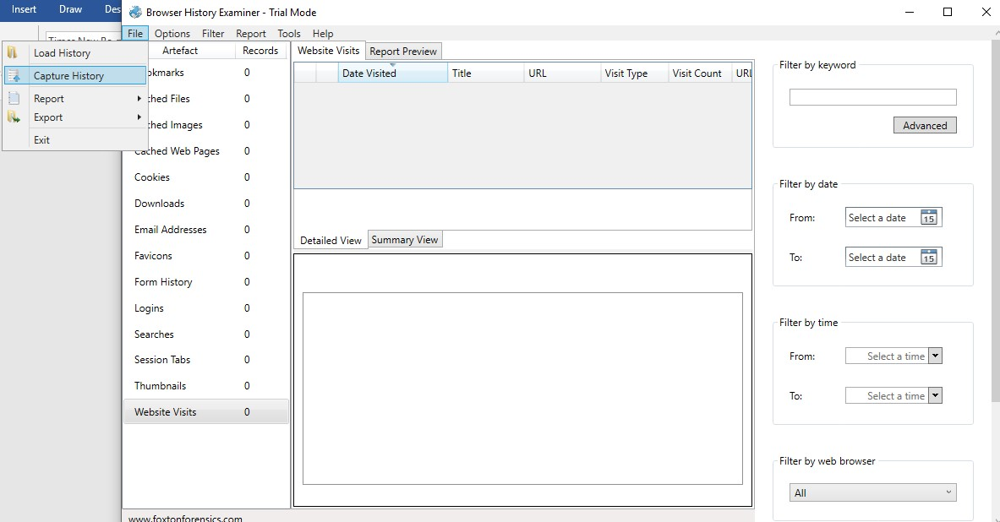 Insert Draw Des
Browser History Examiner - Trial Mode
File Options Filter Report Tools Help
Load History
Capture History
Report
Export
Exit
Artefact Records
okmarks 0
ched Files 0
ched Images 0
Cached Web Pages 0
Cookies 0
Downloads 0
Email Addresses 0
Favicons 0
Form History 0
Logins 0
Searches 0
Session Tabs 0
Thumbnails 0
Website Visits 0
Website Visits Report Preview
Date Visited Title URL Visit Type Visit Count URL
Detailed View Summary View
Filter by keyword
Advanced
Filter by date
From: Select a date 15
To: Select a date 15
Filter by time
From: Select a time
To: Select a time
Filter by web browser
All
www.foxtonforensics.com